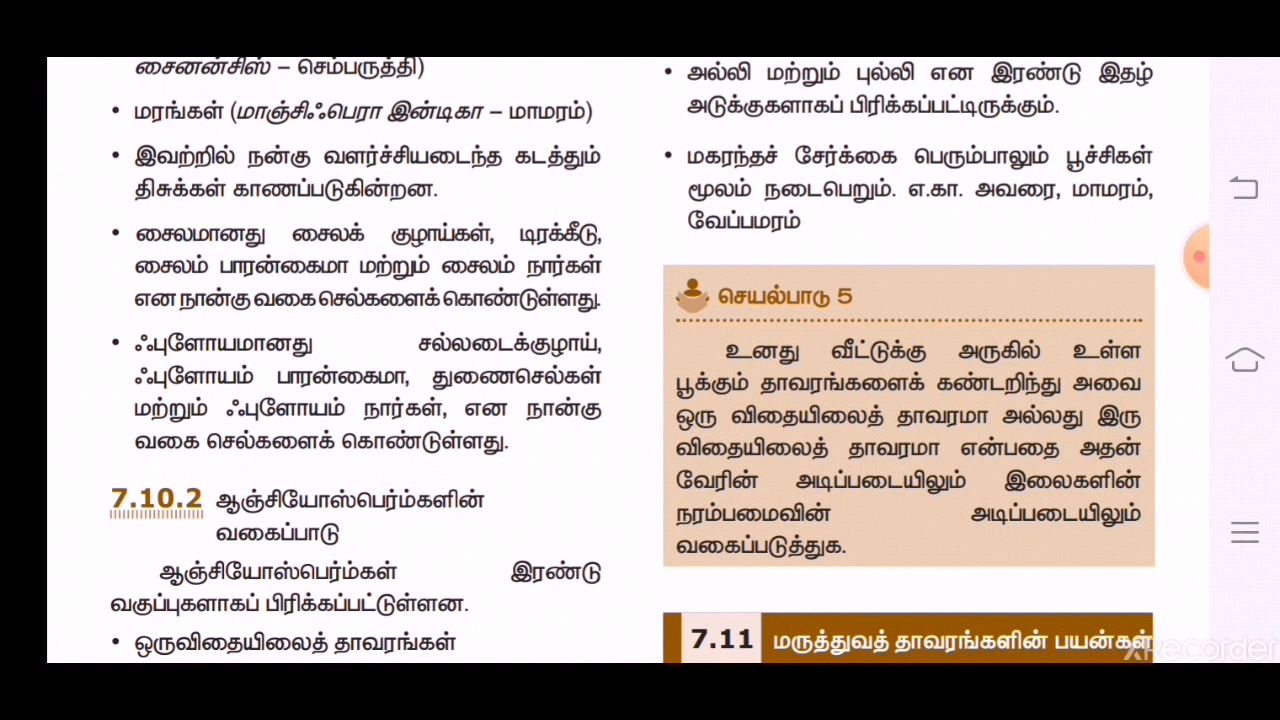 சைனன்சிஸ் – செம்பருத்தி)
• மரங்கள் (மாஞ்சிஃபெரா இன்டிகா – மாமரம்)
• இவற்றில் நன்கு வளர்ச்சியடைந்த கடத்தும்
திசுக்கள் காணப்படுகின்றன.
• சைலமானது சைலக் குழாய்கள், டிரக்கீடு,
சைலம் பாரன்கைமா மற்றும் சைலம் நார்கள்
என நான்கு வகை செல்களைக் கொண்டுள்ளது.
• ஃபுளோயமானது சல்லடைக்குழாய்,
ஃபுளோயம் பாரன்கைமா, துணைசெல்கள்
மற்றும் ஃபுளோயம் நார்கள், என நான்கு
வகை செல்களைக் கொண்டுள்ளது.
7.10.2 ஆஞ்சியோஸ்பெர்ம்களின்
வகைப்பாடு
ஆஞ்சியோஸ்பெர்ம்கள் இரண்டு
வகுப்புகளாகப் பிரிக்கப்பட்டுள்ளன.
• ஒருவிதையிலைத் தாவரங்கள்
• அல்லி மற்றும் புல்லி என இரண்டு இதழ்
அடுக்குகளாகப் பிரிக்கப்பட்டிருக்கும்.
• மகரந்தச் சேர்க்கை பெரும்பாலும் பூச்சிகள்
மூலம் நடைபெறும். எ.கா. அவரை, மாமரம்,
வேப்பமரம்
செயல்பாடு 5
உனது வீட்டுக்கு அருகில் உள்ள
பூக்கும் தாவரங்களைக் கண்டறிந்து அவை
ஒரு விதையிலைத் தாவரமா அல்லது இரு
விதையிலைத் தாவரமா என்பதை அதன்
வேரின் அடிப்படையிலும் இலைகளின்
நரம்பமைவின் அடிப்படையிலும்
வகைப்படுத்துக.
7.11 மருத்துவத் தாவரங்களின் பயன்கள்
XRecorder